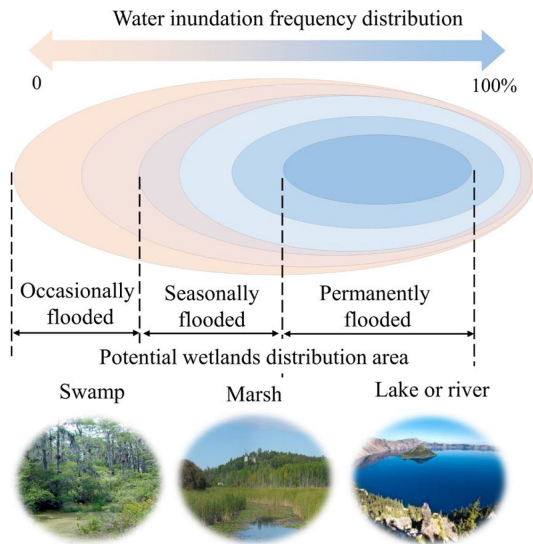 Water inundation frequency distribution
0
100%
Occasionally
flooded
Seasonally
flooded
Permanently
flooded
Potential wetlands distribution area
Swamp
Marsh
Lake or river